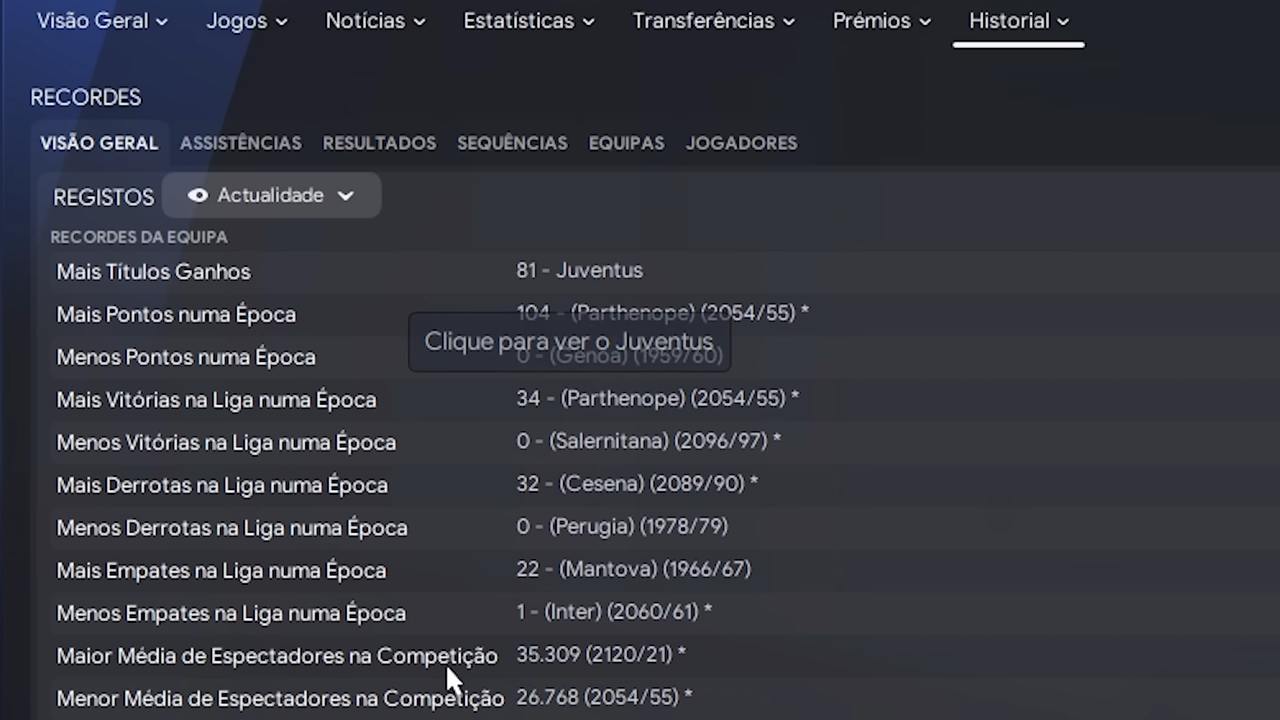 Visão Geral Jogos Notícias Estatísticas Transferências Prémios Historial
RECORDES
VISÃO GERAL ASSISTÊNCIAS RESULTADOS SEQUÊNCIAS EQUIPAS JOGADORES
REGISTOS Actualidade
RECORDES DA EQUIPA
Mais Títulos Ganhos 81 - Juventus
Mais Pontos numa Época 104 - (Parthenope) (2054/55) *
Clique para ver o Juventus
Menos Pontos numa Época 0 - (Genoa) (1959/60)
Mais Vitórias na Liga numa Época 34 - (Parthenope) (2054/55) *
Menos Vitórias na Liga numa Época 0 - (Salernitana) (2096/97) *
Mais Derrotas na Liga numa Época 32 - (Cesena) (2089/90) *
Menos Derrotas na Liga numa Época 0 - (Perugia) (1978/79)
Mais Empates na Liga numa Época 22 - (Mantova) (1966/67)
Menos Empates na Liga numa Época 1 - (Inter) (2060/61) *
Maior Média de Espectadores na Competição 35.309 (2120/21) *
Menor Média de Espectadores na Competição 26.768 (2054/55) *